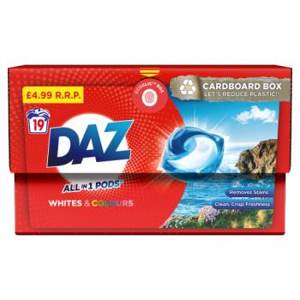 £4.99 R.R.P.
CARDBOARD BOX
LET'S REDUCE PLASTIC!
19
DAZ
ALL in 1 PODS
WHITES & COLOURS
Removes Stains
Clean, Crisp Freshness